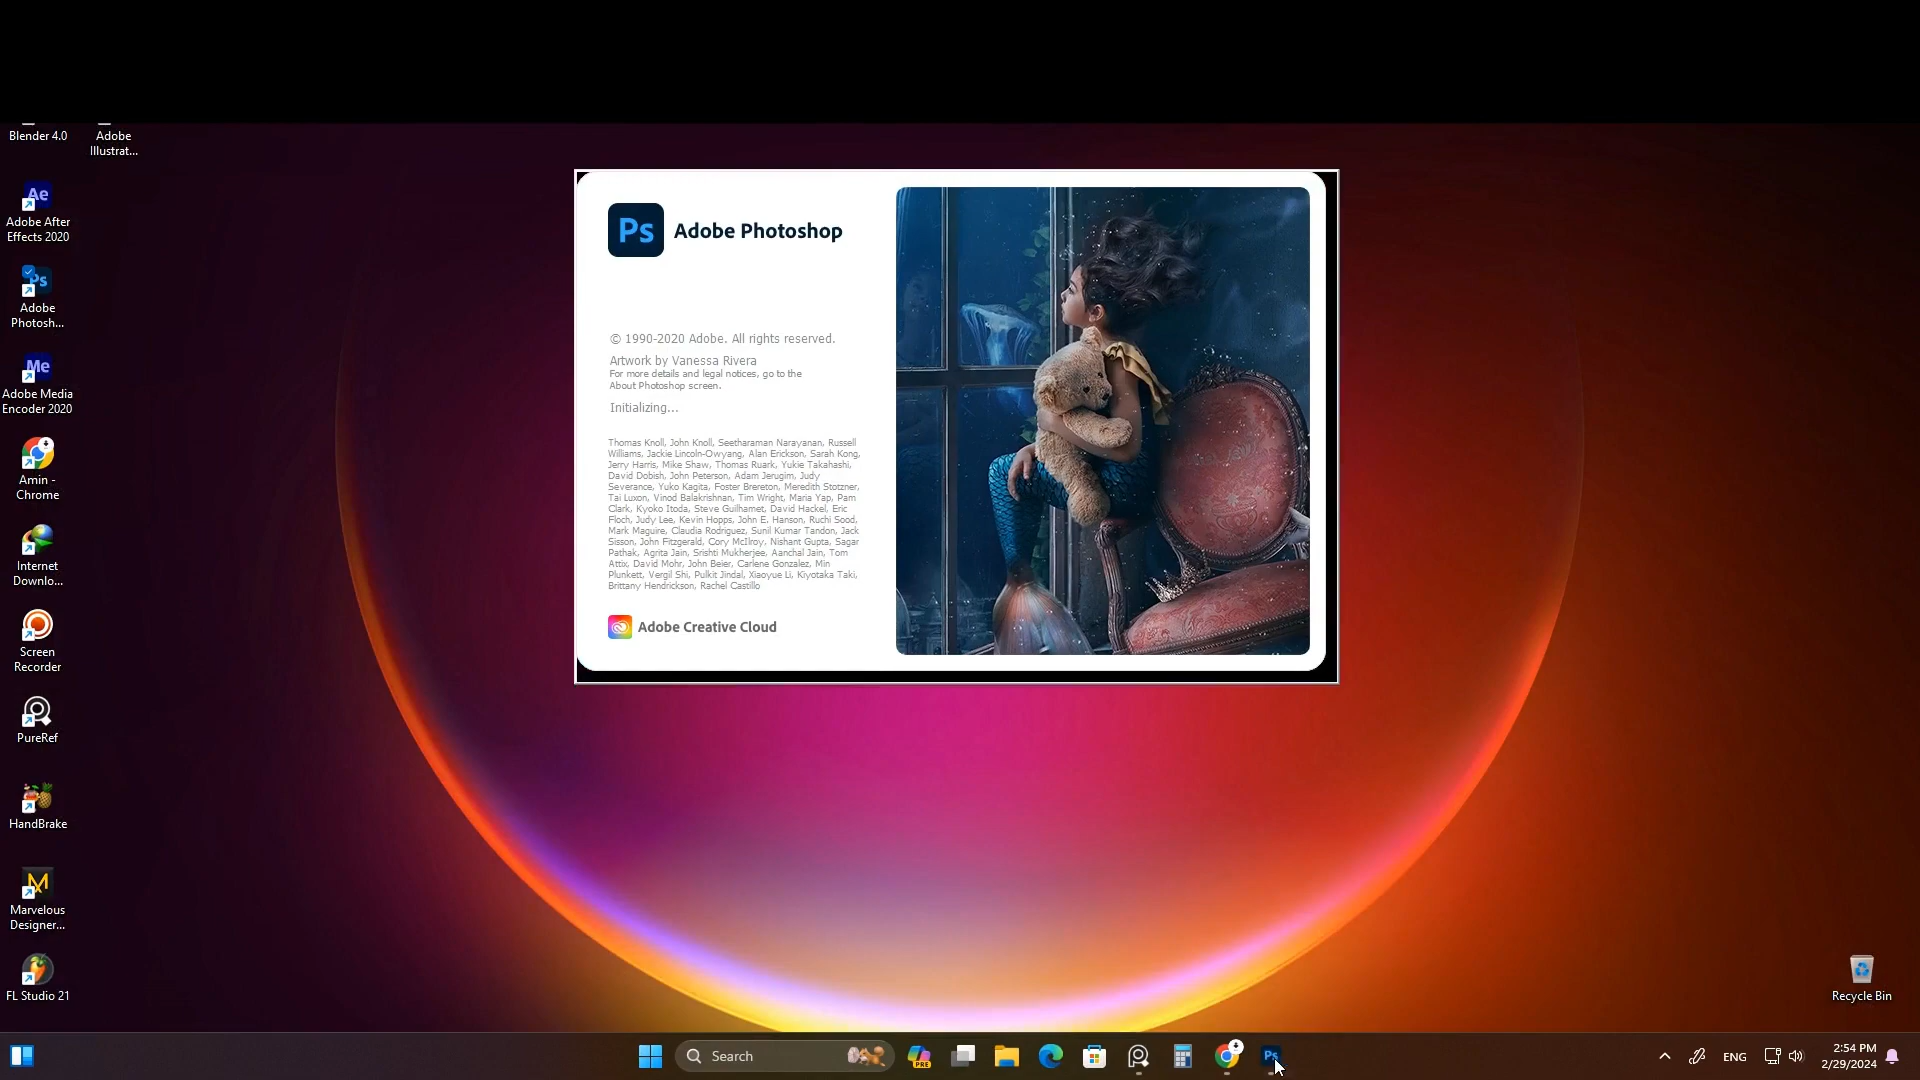 Blender 4.0
Adobe
Illustrat...
Ae
Adobe After
Effects 2020
Ps
Adobe
Photosh...
Me
Adobe Media
Encoder 2020
Amin -
Chrome
Internet
Downlo...
Screen
Recorder
PureRef
HandBrake
Marvelous
Designer...
FL Studio 21
Ps Adobe Photoshop
© 1990-2020 Adobe. All rights reserved.
Artwork by Vanessa Rivera
For more details and legal notices, go to the
About Photoshop screen.
Initializing...
Thomas Knoll, John Knoll, Seetharaman Narayanan, Russell
Williams, Jackie Lincoln-Owyang, Alan Erickson, Sarah Kong,
Jerry Harris, Mike Shaw, Thomas Ruark, Yukie Takahashi,
David Dobish, John Peterson, Adam Jerugim, Judy
Severance, Yuko Kagita, Foster Brereton, Meredith Stotzner,
Tai Luxon, Vinod Balakrishnan, Tim Wright, Maria Yap, Pam
Clark, Kyoko Itoda, Steve Guilhamet, David Hackel, Eric
Floch, Judy Lee, Kevin Hopps, John E. Hanson, Ruchi Sood,
Mark Maguire, Claudia Rodriguez, Sunil Kumar Tandon, Jack
Sisson, John Fitzgerald, Cory McIlroy, Nishant Gupta, Sagar
Pathak, Agrita Jain, Srishti Mukherjee, Aanchal Jain, Tom
Attix, David Mohr, John Beier, Carlene Gonzalez, Min
Plunkett, Vergil Shi, Pulkit Jindal, Xiaoyue Li, Kiyotaka Taki,
Brittany Hendrickson, Rachel Castillo
Adobe Creative Cloud
Recycle Bin
Search
PRE
Ps
ENG
2:54 PM
2/29/2024